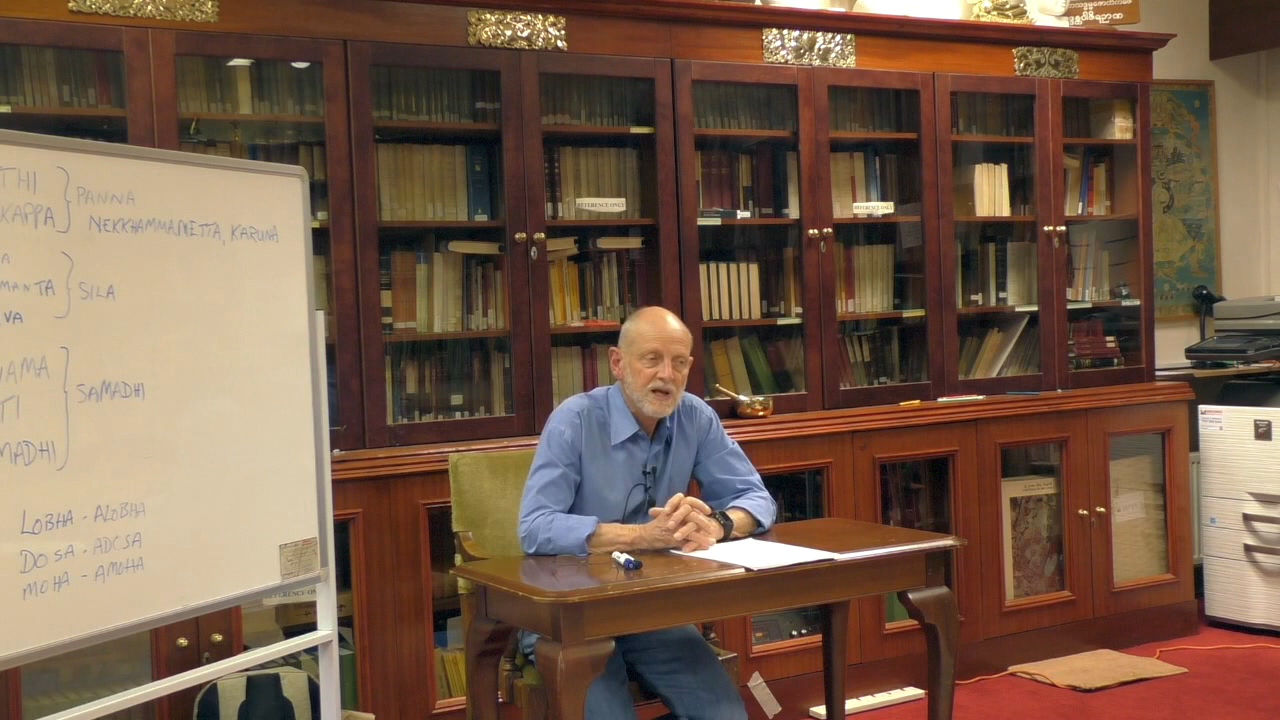 THI
KAPPA
PANNA
NEKKHAMMA, METTA, KARUNA
A
MANTA
VA
SILA
YAMA
TI
MADHI
SAMADHI
LOBHA - ALOBHA
DOSA - ADOSA
MOHA - AMOHA
REFERENCE ONLY
REFERENCE ONLY